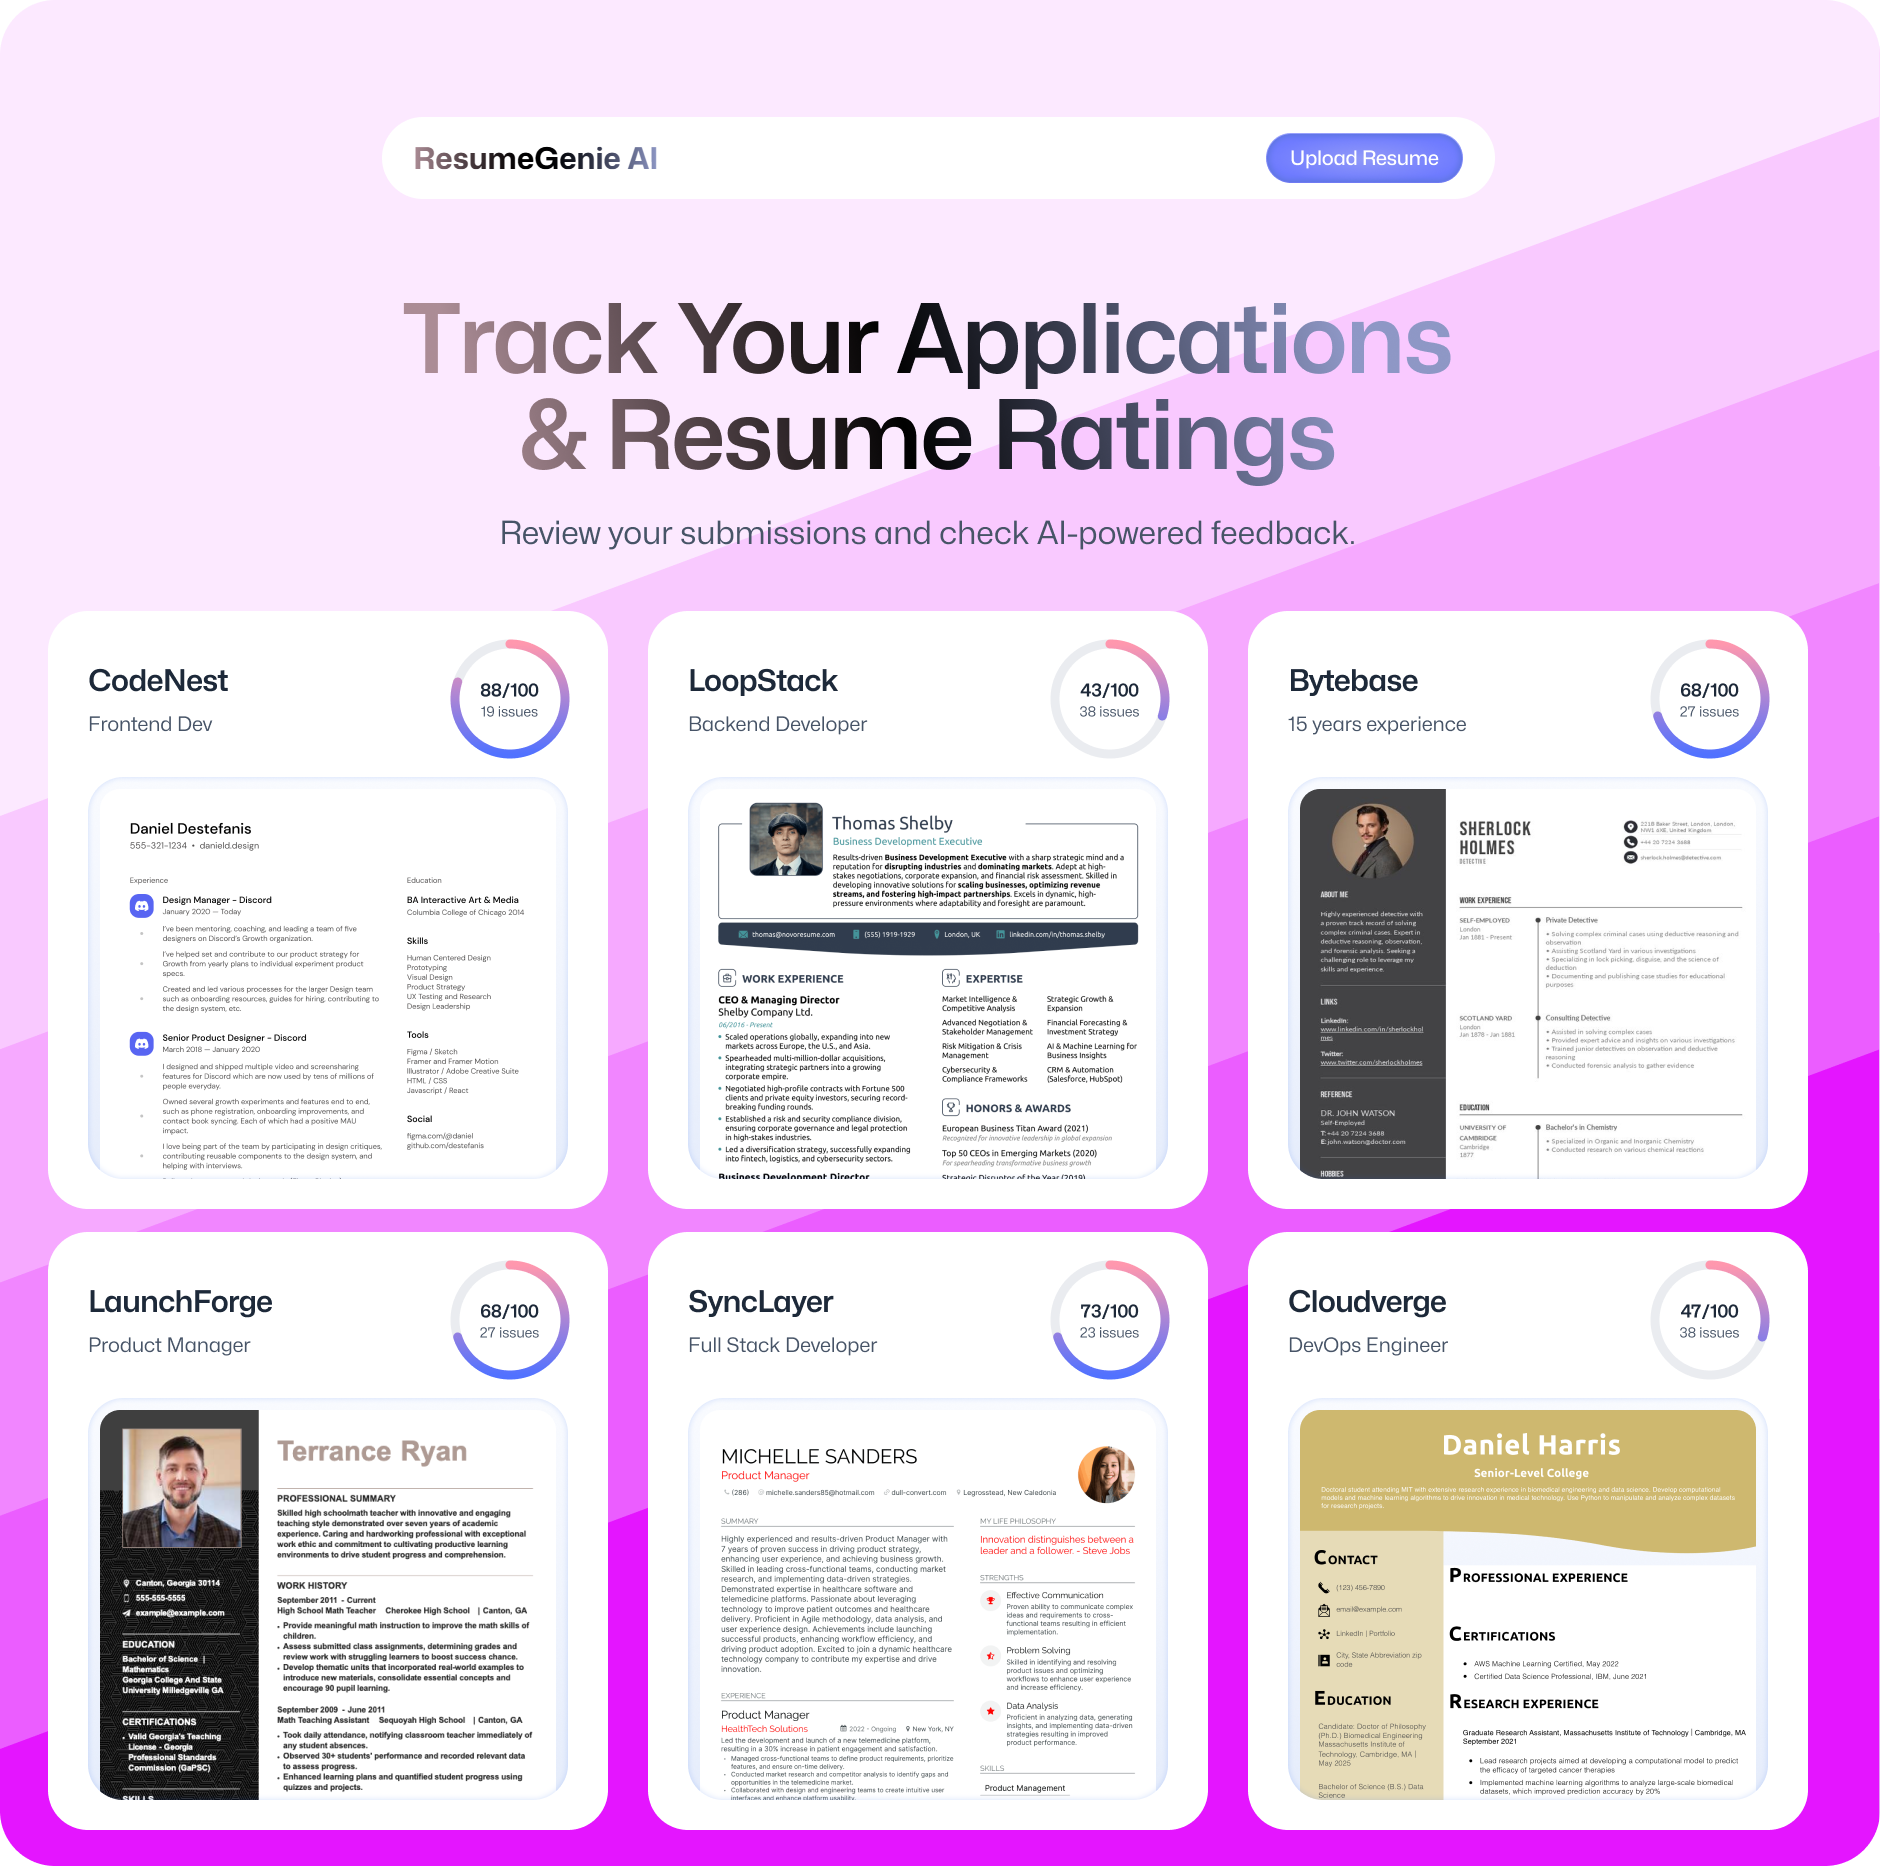 ResumeGenie AI
Upload Resume
Track Your Applications
& Resume Ratings
Review your submissions and check AI-powered feedback.
CodeNest
Frontend Dev
88/100
19 issues
Daniel Destefanis
555-321-1234 • danield.design
Experience
Design Manager - Discord
January 2020 — Today
I've been mentoring, coaching, and leading a team of five
designers on Discord's Growth organization.
I've helped set and contribute to our product strategy for
Growth from yearly plans to individual experiment product
specs.
Created and led various processes for the larger Design team
such as onboarding resources, guides for hiring, contributing to
the design system, etc.
Senior Product Designer - Discord
March 2018 — January 2020
I designed and shipped multiple video and screensharing
features for Discord which are now used by tens of millions of
people everyday.
Owned several growth experiments and features end to end,
such as phone registration, onboarding improvements, and
contact book syncing. Each of which had a positive MAU
impact.
I love being part of the team by participating in design critiques,
contributing reusable components to the design system, and
helping with interviews.
Education
BA Interactive Art & Media
Columbia College of Chicago 2014
Skills
Human Centered Design
Prototyping
Visual Design
Product Strategy
UX Testing and Research
Design Leadership
Tools
Figma / Sketch
Framer and Framer Motion
Illustrator / Adobe Creative Suite
HTML / CSS
Javascript / React
Social
figma.com/@daniel
github.com/destefanis
LoopStack
Backend Developer
43/100
38 issues
Thomas Shelby
Business Development Executive
Results-driven Business Development Executive with a sharp strategic mind and a
reputation for disrupting industries and dominating markets. Adept at high-
stakes negotiations, corporate expansion, and financial risk assessment. Skilled in
developing innovative solutions for scaling businesses, optimizing revenue
streams, and fostering high-impact partnerships. Excels in dynamic, high-
pressure environments where adaptability and foresight are paramount.
thomas@novoresume.com
(555) 1919-1929
London, UK
linkedin.com/in/thomas.shelby
WORK EXPERIENCE
CEO & Managing Director
Shelby Company Ltd.
06/2016 - Present
• Scaled operations globally, expanding into new
markets across Europe, the U.S., and Asia.
• Spearheaded multi-million-dollar acquisitions,
integrating strategic partners into a growing
corporate empire.
• Negotiated high-profile contracts with Fortune 500
clients and private equity investors, securing record-
breaking funding rounds.
• Established a risk and security compliance division,
ensuring corporate governance and legal protection
in high-stakes industries.
• Led a diversification strategy, successfully expanding
into fintech, logistics, and cybersecurity sectors.
Business Development Director
EXPERTISE
Market Intelligence &
Competitive Analysis
Strategic Growth &
Expansion
Advanced Negotiation &
Stakeholder Management
Financial Forecasting &
Investment Strategy
Risk Mitigation & Crisis
Management
AI & Machine Learning for
Business Insights
Cybersecurity &
Compliance Frameworks
CRM & Automation
(Salesforce, HubSpot)
HONORS & AWARDS
European Business Titan Award (2021)
Recognized for innovative leadership in global expansion
Top 50 CEOs in Emerging Markets (2020)
For spearheading transformative business growth
Strategic Disruptor of the Year (2019)
Bytebase
15 years experience
68/100
27 issues
SHERLOCK
HOLMES
DETECTIVE
221B Baker Street, London, London,
NW1 6XE, United Kingdom
+44 20 7224 3688
sherlock.holmes@detective.com
ABOUT ME
Highly experienced detective with
a proven track record of solving
complex criminal cases. Expert in
deductive reasoning, observation,
and forensic analysis. Seeking a
challenging role to leverage my
skills and experience.
LINKS
LinkedIn:
www.linkedin.com/in/sherlockhol
mes
Twitter:
www.twitter.com/sherlockholmes
REFERENCE
DR. JOHN WATSON
Self-Employed
T:+44 20 7224 3688
E:john.watson@doctor.com
HOBBIES
WORK EXPERIENCE
SELF-EMPLOYED
London
Jan 1881 - Present
Private Detective
• Solving complex criminal cases using deductive reasoning and
observation
• Assisting Scotland Yard in various investigations
• Specializing in lock picking, disguise, and the science of
deduction
• Documenting and publishing case studies for educational
purposes
SCOTLAND YARD
London
Jan 1878 - Jan 1881
Consulting Detective
• Assisted in solving complex cases
• Provided expert advice and insights on various investigations
• Trained junior detectives on observation and deductive
reasoning
• Conducted forensic analysis to gather evidence
EDUCATION
UNIVERSITY OF
CAMBRIDGE
Cambridge
1877
Bachelor's in Chemistry
• Specialized in Organic and Inorganic Chemistry
• Conducted research on various chemical reactions
LaunchForge
Product Manager
68/100
27 issues
Terrance Ryan
Canton, Georgia 30114
555-555-5555
example@example.com
EDUCATION
Bachelor of Science |
Mathematics
Georgia College And State
University Milledgeville, GA
CERTIFICATIONS
• Valid Georgia's Teaching
License - Georgia
Professional Standards
Commission (GaPSC)
SKILLS
PROFESSIONAL SUMMARY
Skilled high schoolmath teacher with innovative and engaging
teaching style demonstrated over seven years of academic
experience. Caring and hardworking professional with exceptional
work ethic and commitment to cultivating productive learning
environments to drive student progress and comprehension.
WORK HISTORY
September 2011 - Current
High School Math Teacher Cherokee High School | Canton, GA
• Provide meaningful math instruction to improve the math skills of
children.
• Assess submitted class assignments, determining grades and
review work with struggling learners to boost success chance.
• Develop thematic units that incorporated real-world examples to
introduce new materials, consolidate essential concepts and
encourage 90 pupil learning.
September 2009 - June 2011
Math Teaching Assistant Sequoyah High School | Canton, GA
• Took daily attendance, notifying classroom teacher immediately of
any student absences.
• Observed 30+ students' performance and recorded relevant data
to assess progress.
• Enhanced learning plans and quantified student progress using
quizzes and projects.
SyncLayer
Full Stack Developer
73/100
23 issues
MICHELLE SANDERS
Product Manager
(286)
michelle.sanders85@hotmail.com
dull-convert.com
Legrosstead, New Caledonia
SUMMARY
Highly experienced and results-driven Product Manager with
7 years of proven success in driving product strategy,
enhancing user experience, and achieving business growth.
Skilled in leading cross-functional teams, conducting market
research, and implementing data-driven strategies.
Demonstrated expertise in healthcare software and
telemedicine platforms. Passionate about leveraging
technology to improve patient outcomes and healthcare
delivery. Proficient in Agile methodology, data analysis, and
user experience design. Achievements include launching
successful products, enhancing workflow efficiency, and
driving product adoption. Excited to join a dynamic healthcare
technology company to contribute my expertise and drive
innovation.
EXPERIENCE
Product Manager
HealthTech Solutions
2022 - Ongoing
New York, NY
Led the development and launch of a new telemedicine platform,
resulting in a 30% increase in patient engagement and satisfaction.
• Managed cross-functional teams to define product requirements, prioritize
features, and ensure on-time delivery.
• Conducted market research and competitor analysis to identify gaps and
opportunities in the telemedicine market.
• Collaborated with design and engineering teams to create intuitive user
interfaces and enhance platform usability.
MY LIFE PHILOSOPHY
Innovation distinguishes between a
leader and a follower. - Steve Jobs
STRENGTHS
Effective Communication
Proven ability to communicate complex
ideas and requirements to cross-
functional teams resulting in efficient
implementation.
Problem Solving
Skilled in identifying and resolving
product issues and optimizing
workflows to enhance user experience
and increase efficiency.
Data Analysis
Proficient in analyzing data, generating
insights, and implementing data-driven
strategies resulting in improved
product performance.
SKILLS
Product Management
Cloudverge
DevOps Engineer
47/100
38 issues
Daniel Harris
Senior-Level College
Doctoral student attending MIT with extensive research experience in biomedical engineering and data science. Develop computational
models and machine learning algorithms to drive innovation in medical technology. Use Python to manipulate and analyze complex datasets
for research projects.
CONTACT
(123) 456-7890
email@example.com
LinkedIn | Portfolio
City, State Abbreviation zip
code
EDUCATION
Candidate: Doctor of Philosophy
(Ph.D.) Biomedical Engineering
Massachusetts Institute of
Technology, Cambridge, MA |
May 2025
Bachelor of Science (B.S.) Data
Science
PROFESSIONAL EXPERIENCE
CERTIFICATIONS
• AWS Machine Learning Certified, May 2022
• Certified Data Science Professional, IBM, June 2021
RESEARCH EXPERIENCE
Graduate Research Assistant, Massachusetts Institute of Technology | Cambridge, MA
September 2021
• Lead research projects aimed at developing a computational model to predict
the efficacy of targeted cancer therapies
• Implemented machine learning algorithms to analyze large-scale biomedical
datasets, which improved prediction accuracy by 20%